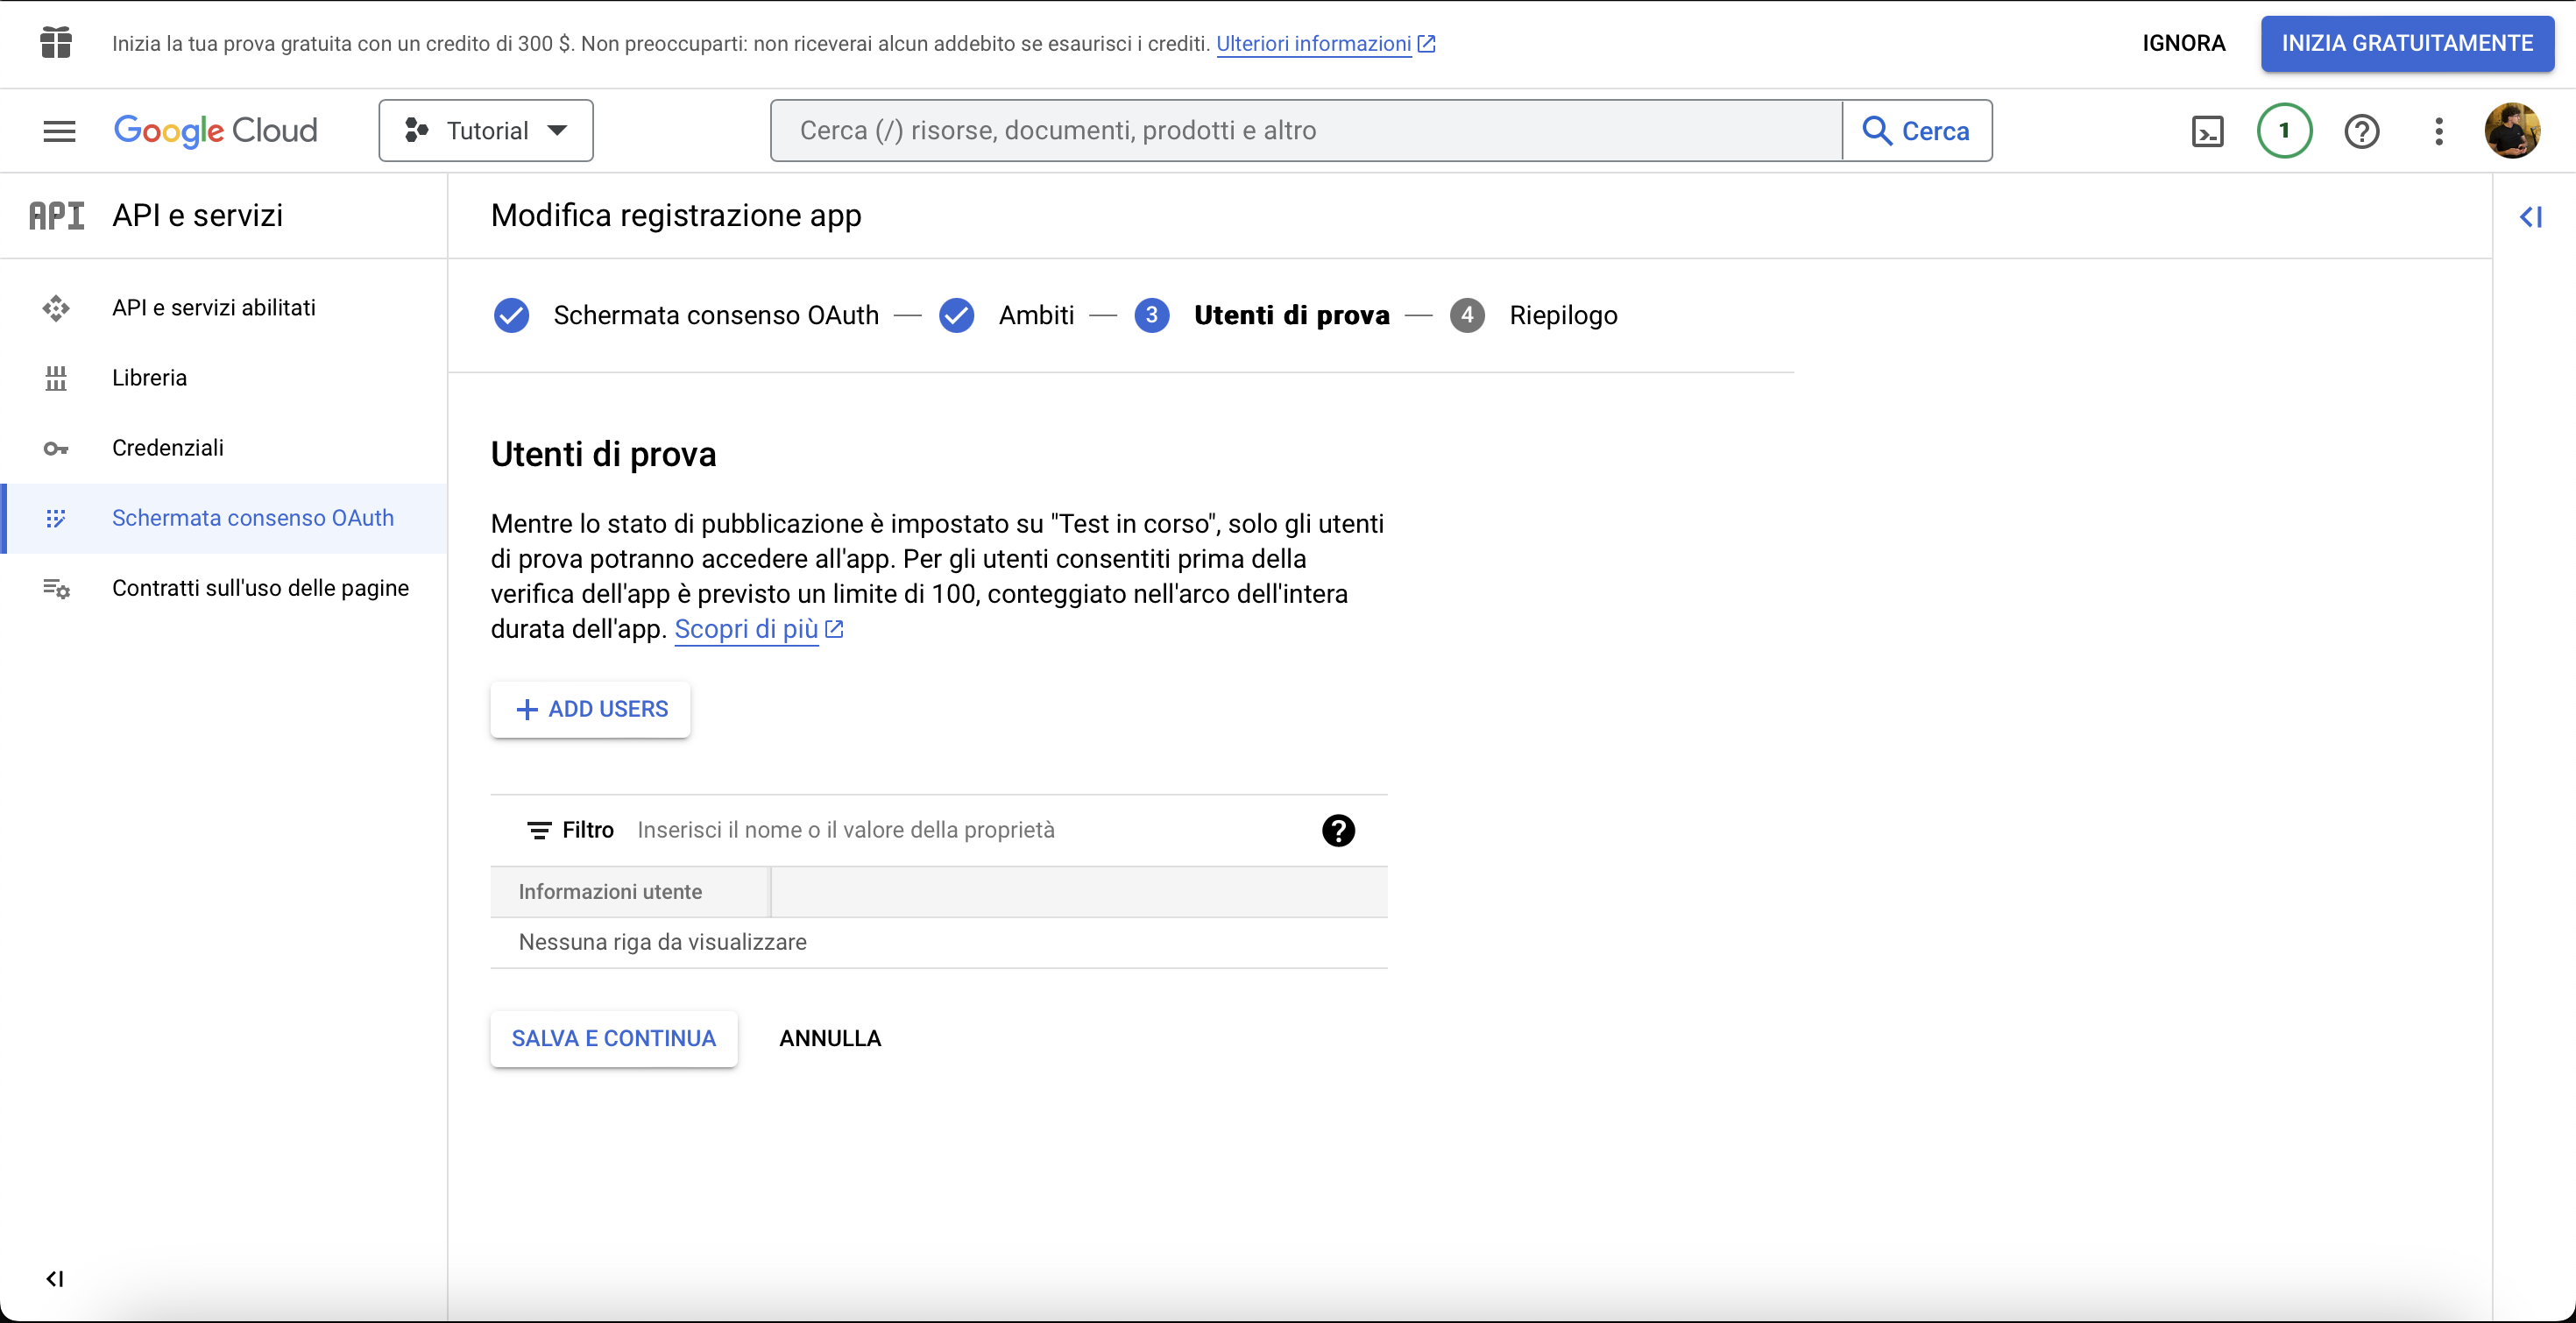 Inizia la tua prova gratuita con un credito di 300 $. Non preoccuparti: non riceverai alcun addebito se esaurisci i crediti. Ulteriori informazioni
IGNORA
INIZIA GRATUITAMENTE
Google Cloud
Tutorial
Cerca (/) risorse, documenti, prodotti e altro
Cerca
1
API
API e servizi
Modifica registrazione app
API e servizi abilitati
Libreria
Credenziali
Schermata consenso OAuth
Contratti sull'uso delle pagine
Schermata consenso OAuth — Ambiti — 3 Utenti di prova — 4 Riepilogo
Utenti di prova
Mentre lo stato di pubblicazione è impostato su "Test in corso", solo gli utenti
di prova potranno accedere all'app. Per gli utenti consentiti prima della
verifica dell'app è previsto un limite di 100, conteggiato nell'arco dell'intera
durata dell'app. Scopri di più
+ ADD USERS
Filtro Inserisci il nome o il valore della proprietà
Informazioni utente
Nessuna riga da visualizzare
SALVA E CONTINUA
ANNULLA